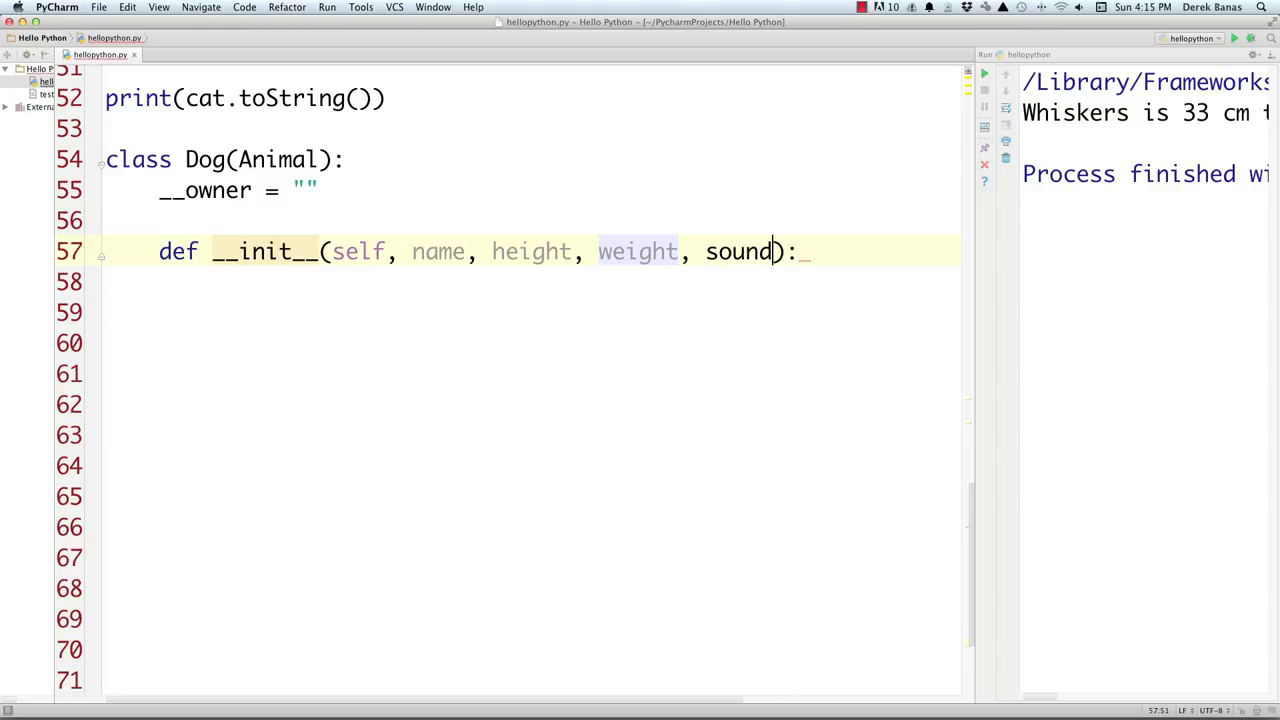 PyCharm File Edit View Navigate Code Refactor Run Tools VCS Window Help 10 Sun 4:15 PM Derek Banas
hellopython.py - Hello Python - [~/PycharmProjects/Hello Python]
Hello Python hellopython.py hellopython
hellopython.py Run hellopython
Hello P
hell
test
Externa
51
52 print(cat.toString())
53
54 class Dog(Animal):
55 __owner = ""
56
57 def __init__(self, name, height, weight, sound):
58
59
60
61
62
63
64
65
66
67
68
69
70
71
/Library/Frameworks
Whiskers is 33 cm t
Process finished wi
57:51 LF UTF-8